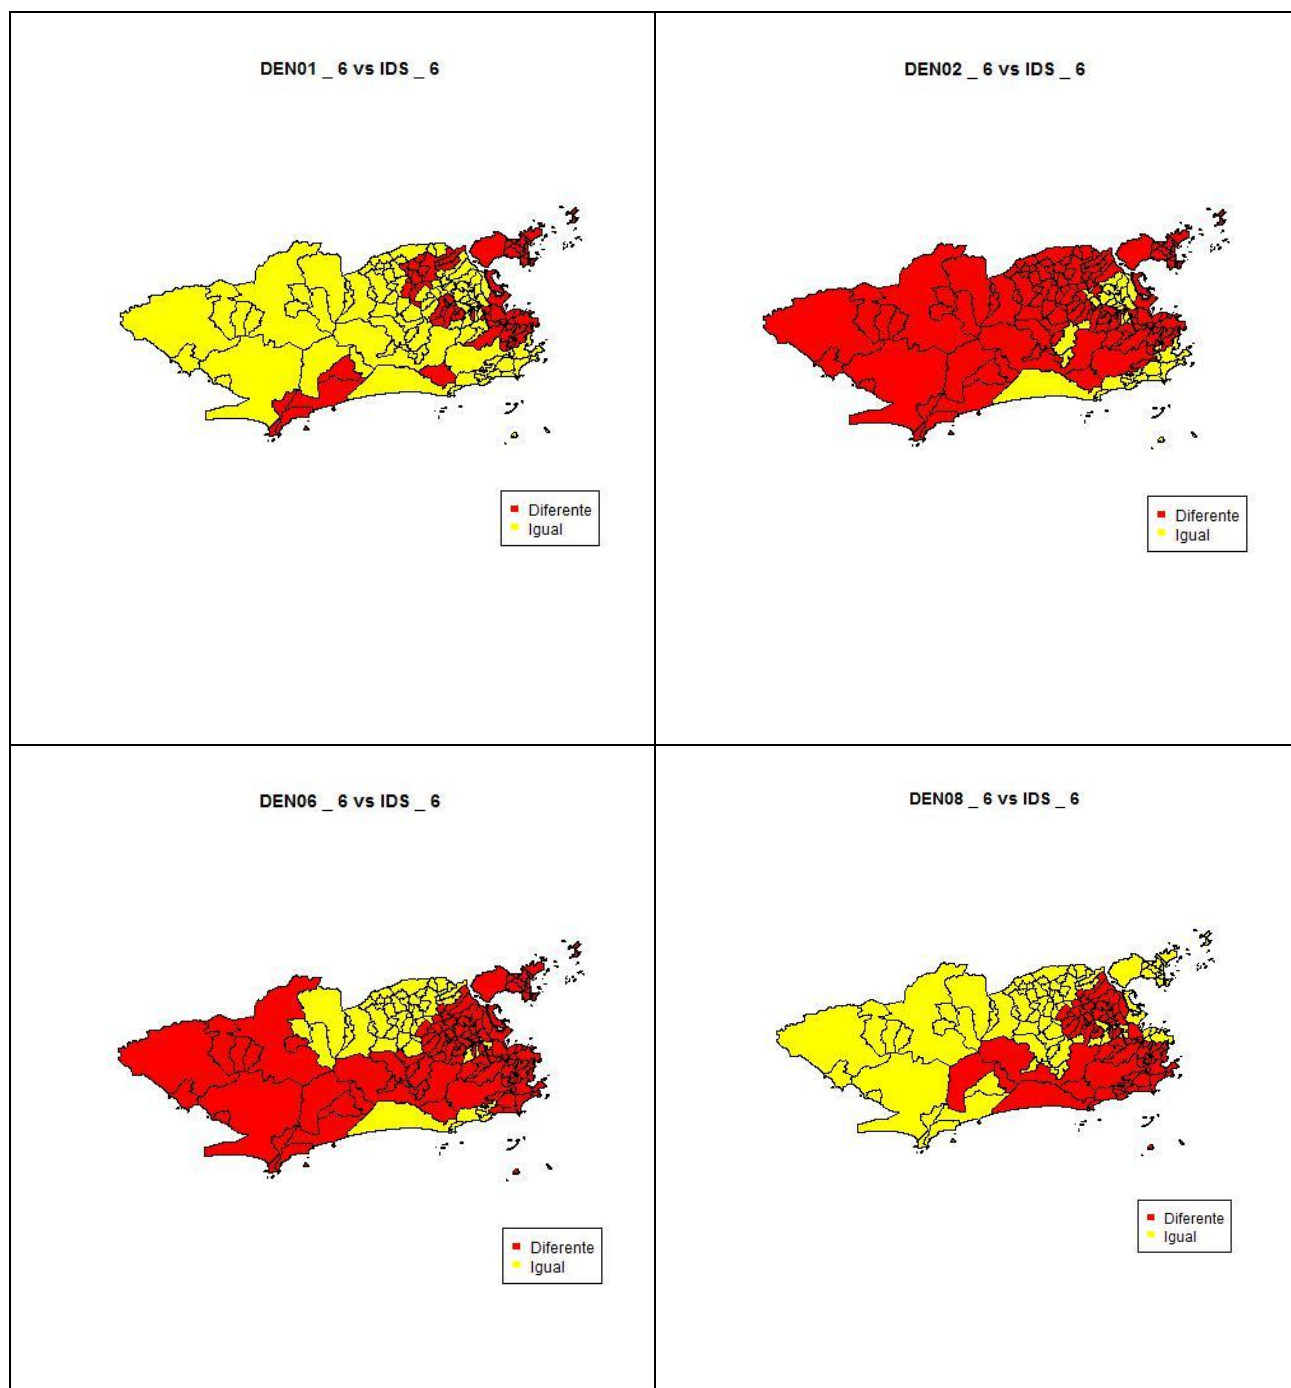 DEN01 _ 6 vs IDS _ 6
Diferente
Igual
DEN02 _ 6 vs IDS _ 6
Diferente
Igual
DEN06 _ 6 vs IDS _ 6
Diferente
Igual
DEN08 _ 6 vs IDS _ 6
Diferente
Igual